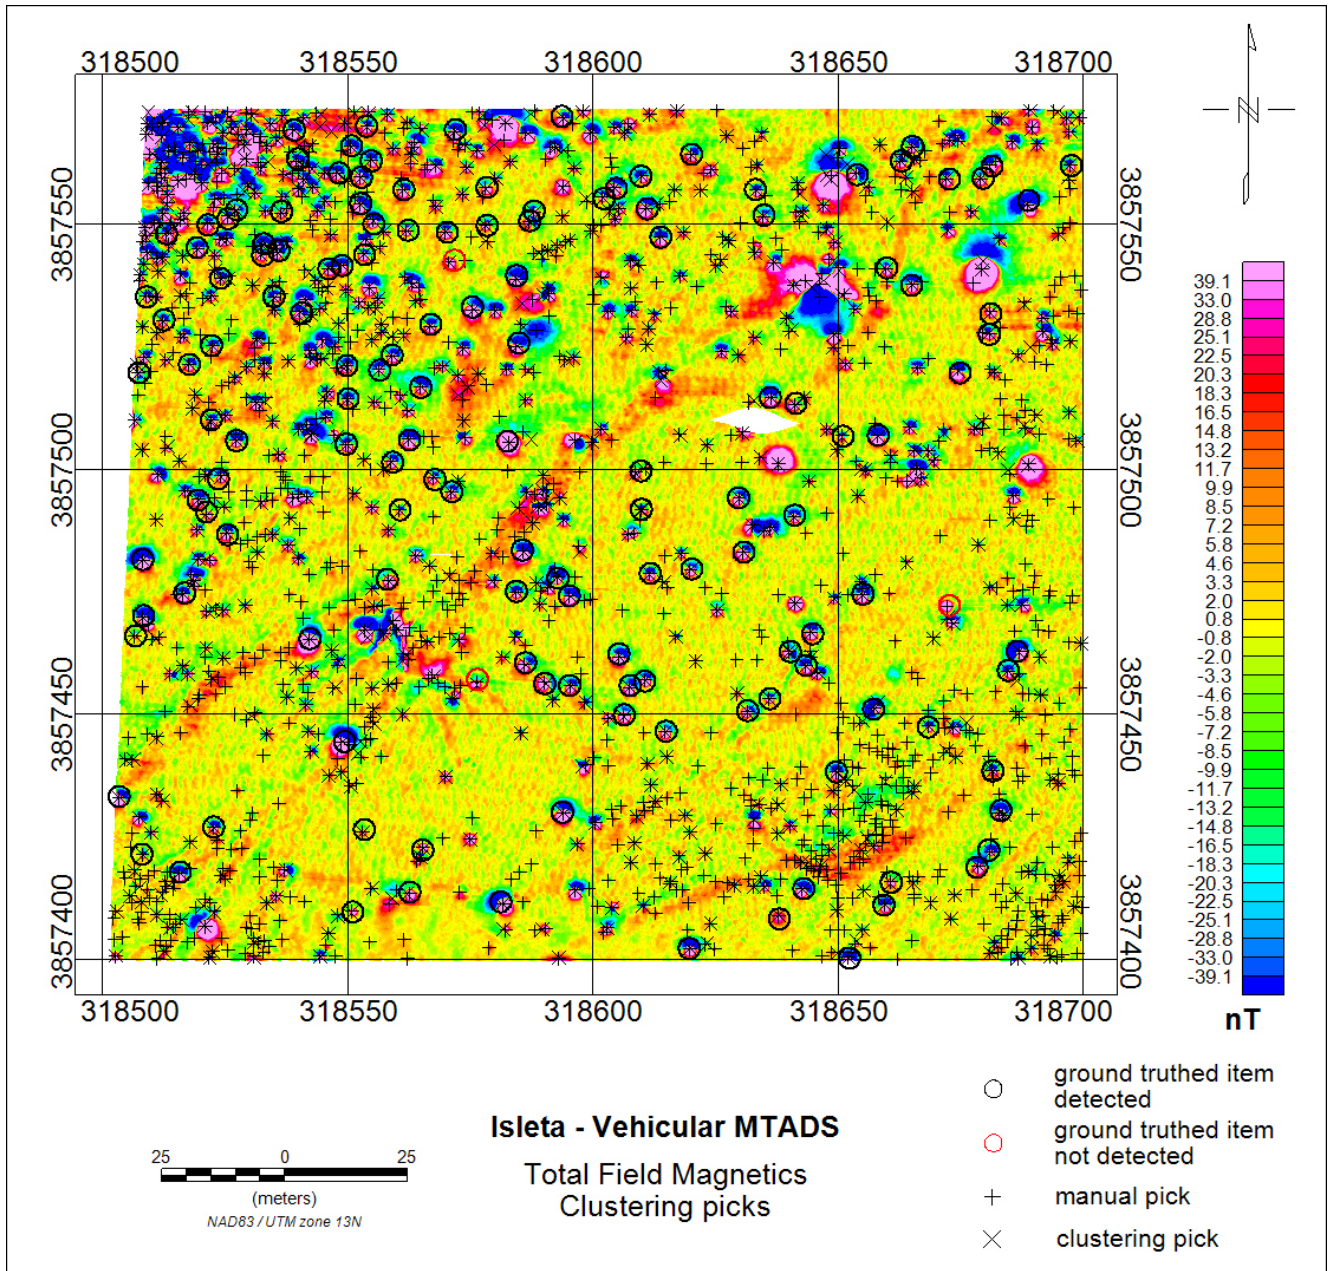 318500 318550 318600 318650 318700
3857550 3857550
3857500 3857500
3857450 3857450
3857400 3857400
318500 318550 318600 318650 318700
N
39.1
33.0
28.8
25.1
22.5
20.3
18.3
16.5
14.8
13.2
11.7
9.9
8.5
7.2
5.8
4.6
3.3
2.0
0.8
-0.8
-2.0
-3.3
-4.6
-5.8
-7.2
-8.5
-9.9
-11.7
-13.2
-14.8
-16.5
-18.3
-20.3
-22.5
-25.1
-28.8
-33.0
-39.1
nT
ground truthed item
detected
ground truthed item
not detected
manual pick
clustering pick
Isleta - Vehicular MTADS
Total Field Magnetics
Clustering picks
25 0 25
(meters)
NAD83 / UTM zone 13N